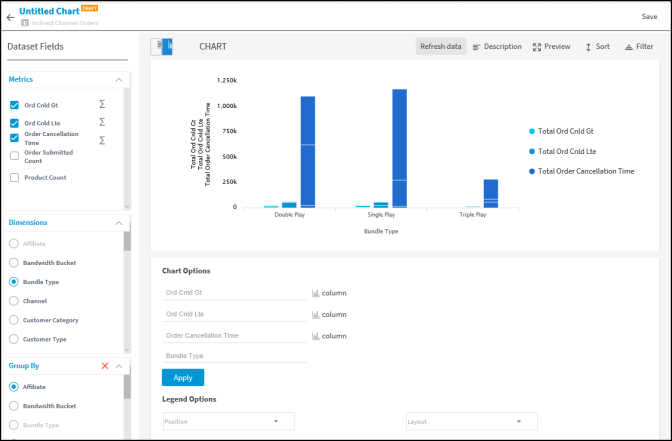 Untitled Chart DRAFT
Indirect Channel Orders
Save
Dataset Fields
CHART
Refresh data
Description
Preview
Sort
Filter
Metrics
Ord Cnld Gt
Ord Cnld Lte
Order Cancellation
Time
Order Submitted
Count
Product Count
Dimensions
Affiliate
Bandwidth Bucket
Bundle Type
Channel
Customer Category
Customer Type
Group By
Affiliate
Bandwidth Bucket
Bundle Type
Total Ord Cnld Gt
Total Ord Cnld Lte
Total Order Cancellation Time
1,250k
1,000k
750k
500k
250k
0
Double Play
Single Play
Triple Play
Bundle Type
Total Ord Cnld Gt
Total Ord Cnld Lte
Total Order Cancellation Time
Chart Options
Ord Cnld Gt
column
Ord Cnld Lte
column
Order Cancellation Time
column
Bundle Type
Apply
Legend Options
Position
Layout